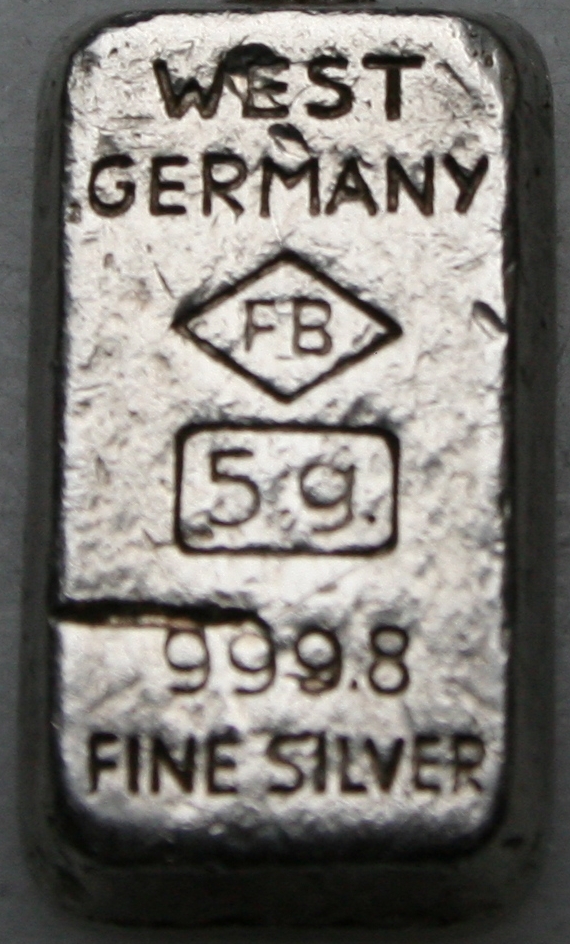 WEST
GERMANY
FB
5g.
999.8
FINE SILVER